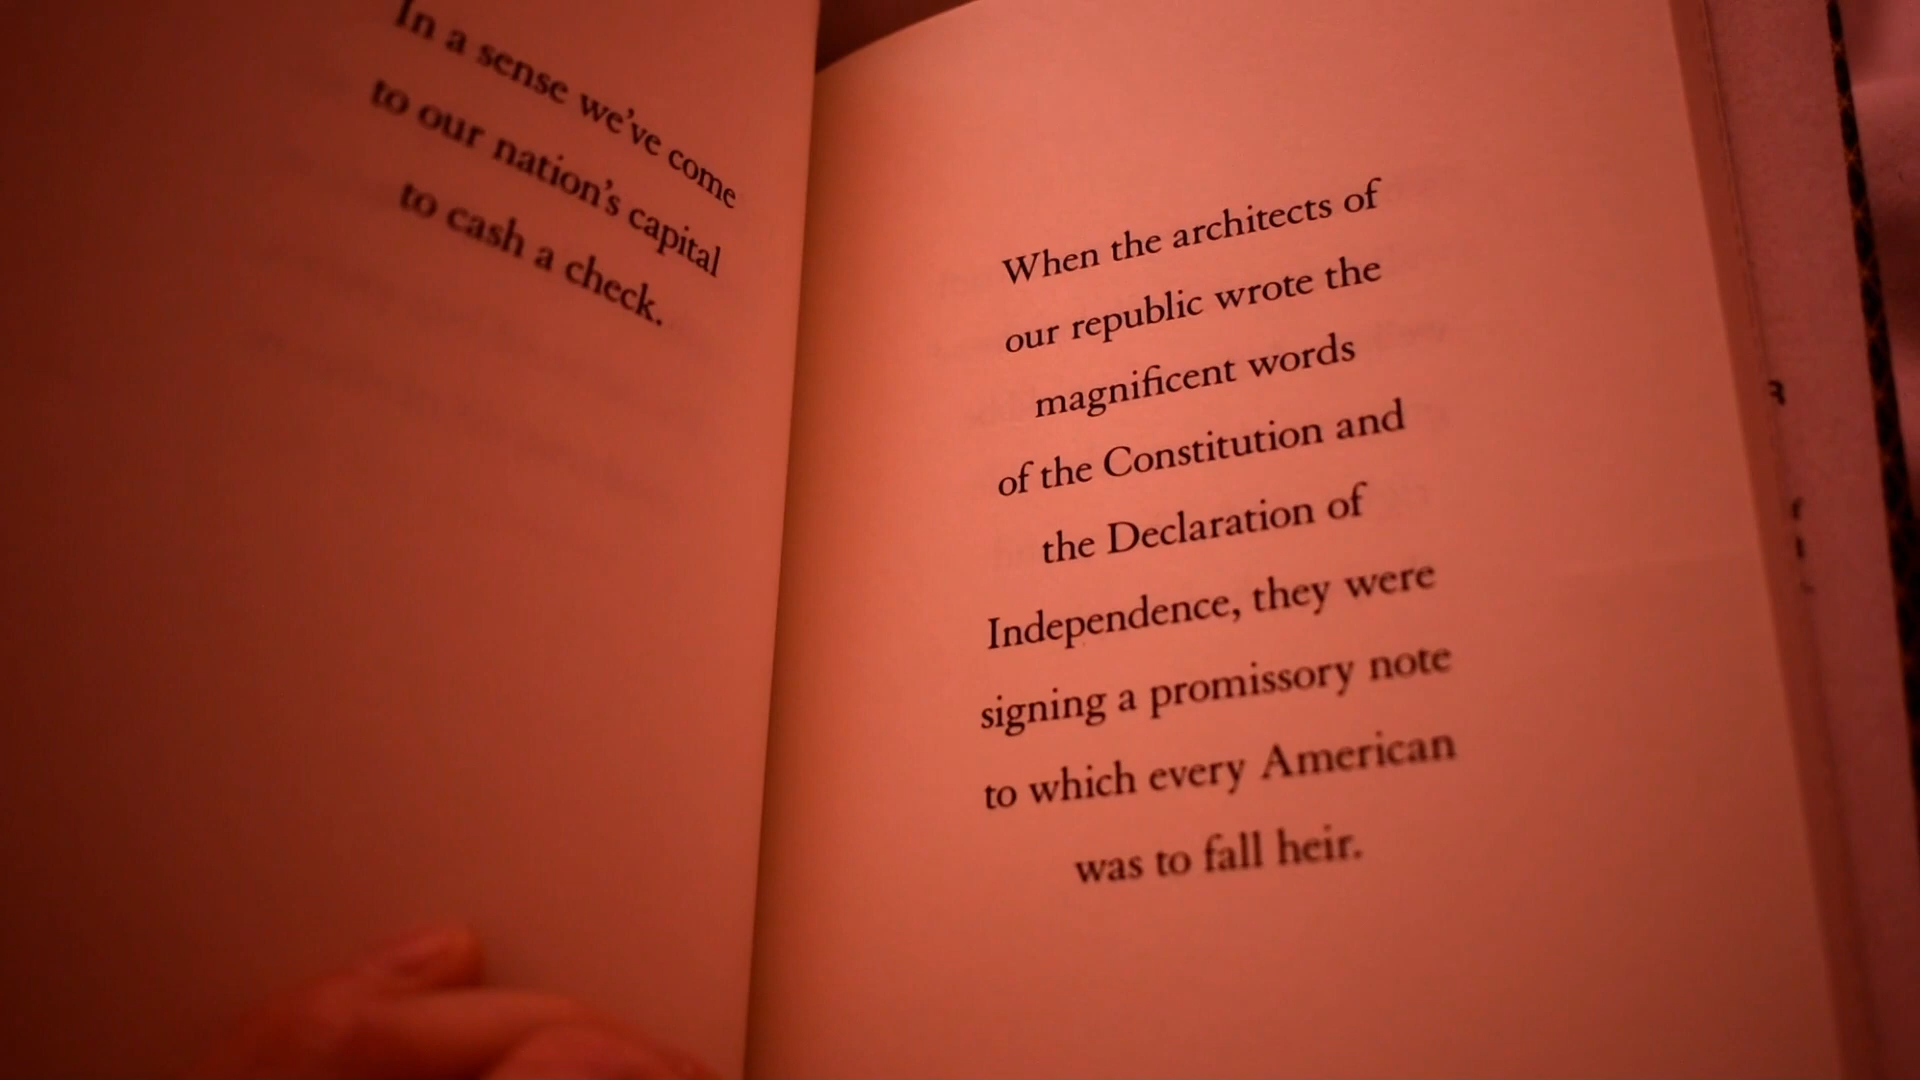 In a sense we've come
to our nation's capital
to cash a check.
When the architects of
our republic wrote the
magnificent words
of the Constitution and
the Declaration of
Independence, they were
signing a promissory note
to which every American
was to fall heir.